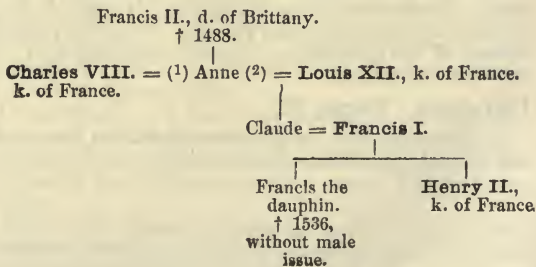 Francis II., d. of Brittany.
† 1488.
Charles VIII. = (1) Anne (2) = Louis XII., k. of France.
k. of France.
Claude = Francis I.
Francis the
dauphin.
† 1536,
without male
issue.
Henry II.,
k. of France